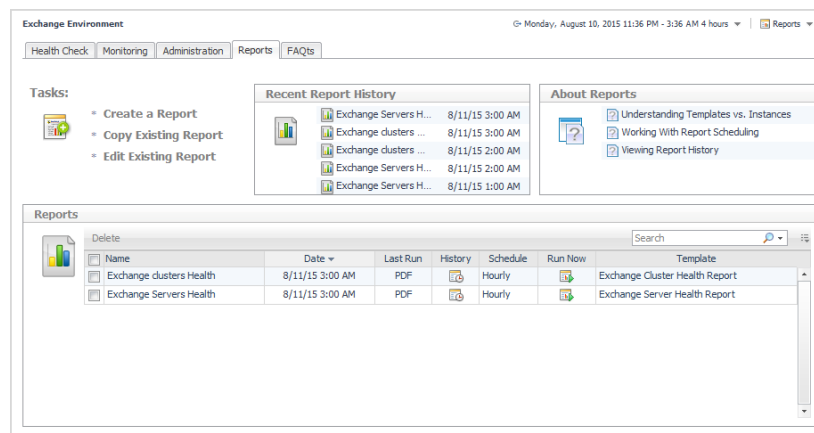 Exchange Environment
Monday, August 10, 2015 11:36 PM - 3:36 AM 4 hours
Reports
Health Check Monitoring Administration Reports FAQts
Tasks:
Create a Report
Copy Existing Report
Edit Existing Report
Recent Report History
Exchange Servers H... 8/11/15 3:00 AM
Exchange clusters ... 8/11/15 3:00 AM
Exchange clusters ... 8/11/15 2:00 AM
Exchange Servers H... 8/11/15 2:00 AM
Exchange Servers H... 8/11/15 1:00 AM
About Reports
Understanding Templates vs. Instances
Working With Report Scheduling
Viewing Report History
Reports
Delete Search
Name Date Last Run History Schedule Run Now Template
Exchange clusters Health 8/11/15 3:00 AM PDF Hourly Exchange Cluster Health Report
Exchange Servers Health 8/11/15 3:00 AM PDF Hourly Exchange Server Health Report